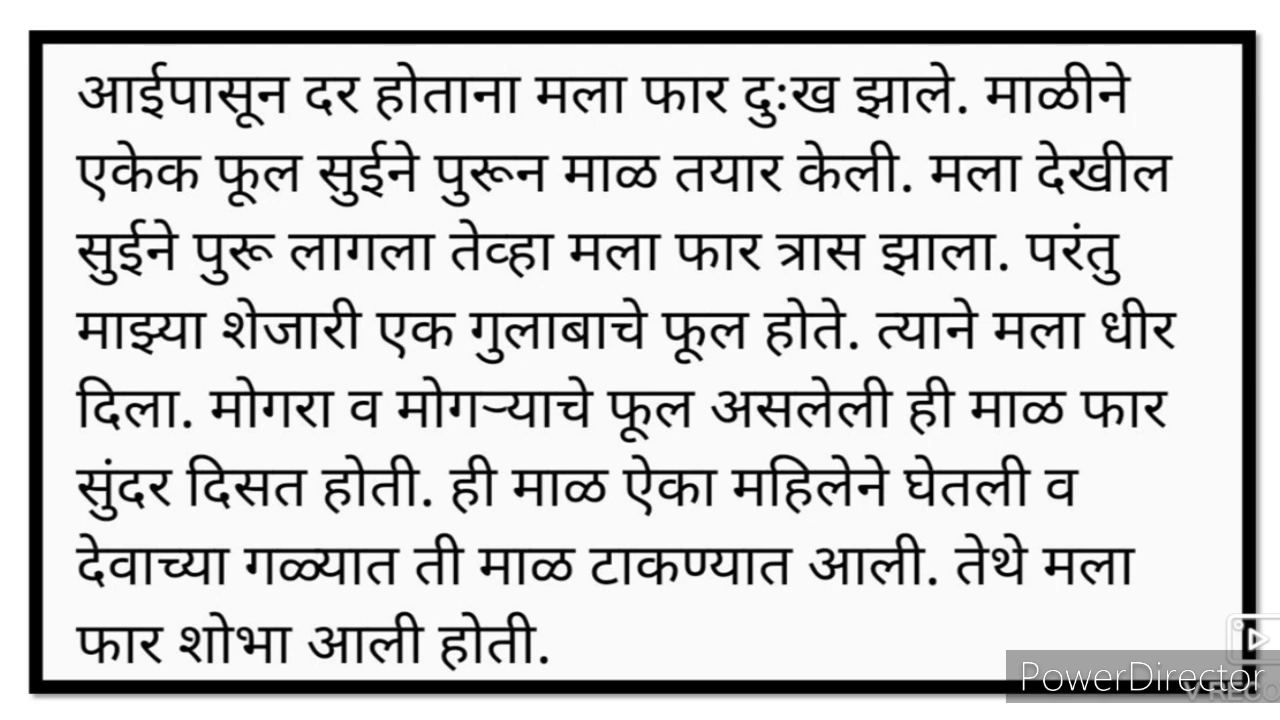 आईपासून दर होताना मला फार दुःख झाले. माळीने
एकेक फूल सुईने पुरून माळ तयार केली. मला देखील
सुईने पुरू लागला तेव्हा मला फार त्रास झाला. परंतु
माझ्या शेजारी एक गुलाबाचे फूल होते. त्याने मला धीर
दिला. मोगरा व मोगऱ्याचे फूल असलेली ही माळ फार
सुंदर दिसत होती. ही माळ ऐका महिलेने घेतली व
देवाच्या गळ्यात ती माळ टाकण्यात आली. तेथे मला
फार शोभा आली होती.
PowerDirector